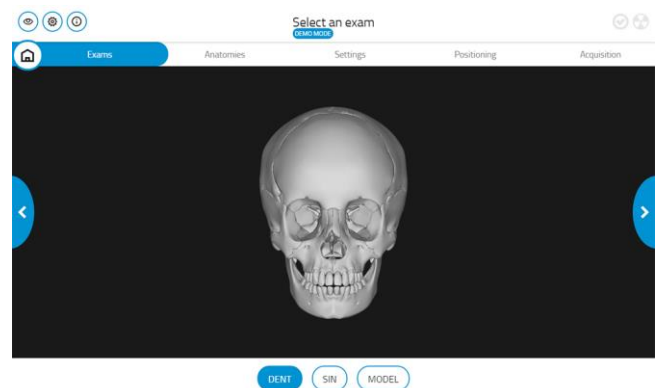 Select an exam
DEMO MODE
Exams Anatomies Settings Positioning Acquisition
DENT SIN MODEL